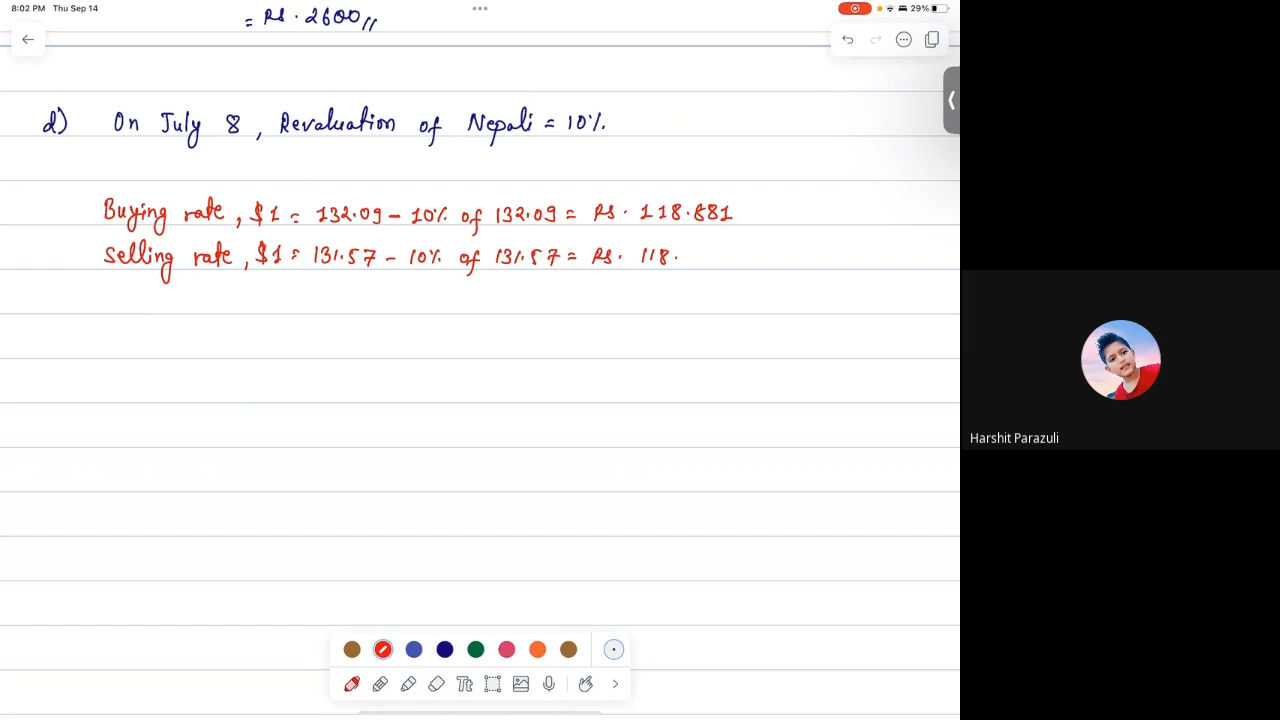 8:02 PM Thu Sep 14
29%
= Rs. 2600//
d) On July 8, Revaluation of Nepali = 10%.
Buying rate, $1 = 132.09 - 10% of 132.09 = Rs. 118.881
Selling rate, $1 = 131.57 - 10% of 131.57 = Rs. 118.
Harshit Parazuli
Tt